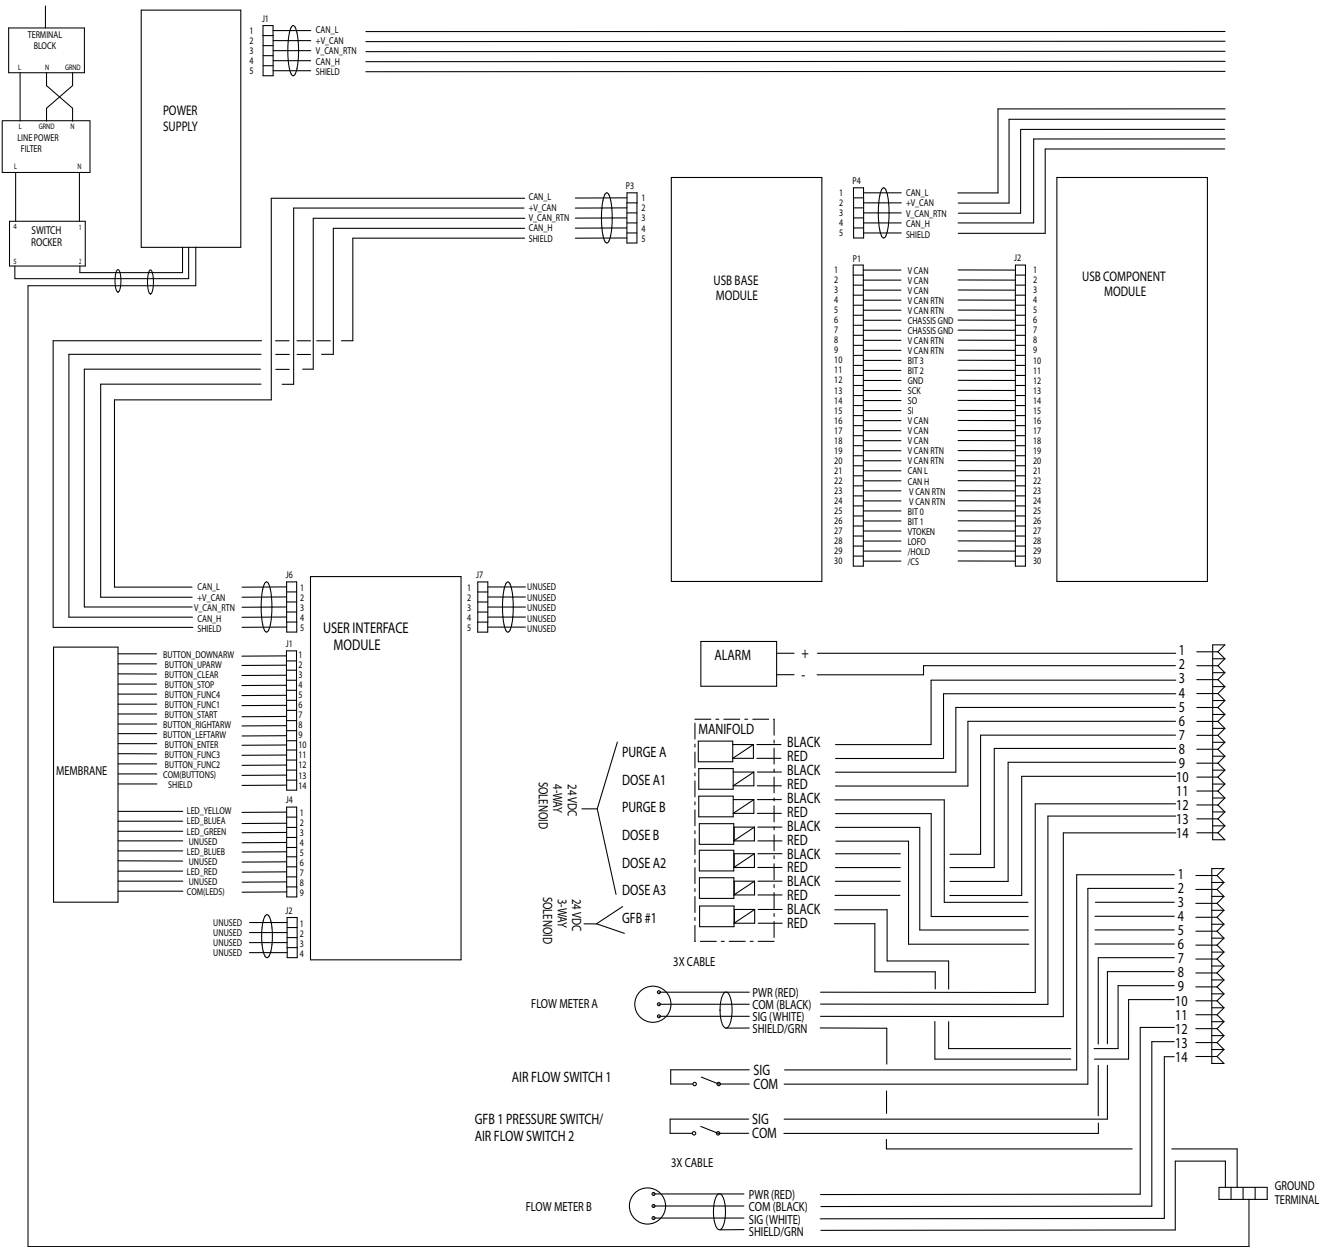 TERMINAL
BLOCK
L N GRND
L GRND N
LINE POWER
FILTER
L N
4 1
SWITCH
ROCKER
5 2
POWER
SUPPLY
J1
1 CAN_L
2 +V_CAN
3 V_CAN_RTN
4 CAN_H
5 SHIELD
P3
CAN_L 1
+V_CAN 2
V_CAN_RTN 3
CAN_H 4
SHIELD 5
USB BASE
MODULE
P4
1 CAN_L
2 +V_CAN
3 V_CAN_RTN
4 CAN_H
5 SHIELD
USB COMPONENT
MODULE
P1 J2
1 V CAN 1
2 V CAN 2
3 V CAN 3
4 V CAN RTN 4
5 V CAN RTN 5
6 CHASSIS GND 6
7 CHASSIS GND 7
8 V CAN RTN 8
9 V CAN RTN 9
10 BIT 3 10
11 BIT 2 11
12 GND 12
13 SCK 13
14 SO 14
15 SI 15
16 V CAN 16
17 V CAN 17
18 V CAN 18
19 V CAN RTN 19
20 V CAN RTN 20
21 CAN L 21
22 CAN H 22
23 V CAN RTN 23
24 V CAN RTN 24
25 BIT 0 25
26 BIT 1 26
27 VTOKEN 27
28 LOFO 28
29 /HOLD 29
30 /CS 30
J6
CAN_L 1
+V_CAN 2
V_CAN_RTN 3
CAN_H 4
SHIELD 5
USER INTERFACE
MODULE
J7
1 UNUSED
2 UNUSED
3 UNUSED
4 UNUSED
5 UNUSED
MEMBRANE
J1
BUTTON_DOWNARW 1
BUTTON_UPARW 2
BUTTON_CLEAR 3
BUTTON_STOP 4
BUTTON_FUNC4 5
BUTTON_FUNC1 6
BUTTON_START 7
BUTTON_RIGHTARW 8
BUTTON_LEFTARW 9
BUTTON_ENTER 10
BUTTON_FUNC3 11
BUTTON_FUNC2 12
COM(BUTTONS) 13
SHIELD 14
J4
LED_YELLOW 1
LED_BLUEA 2
LED_GREEN 3
UNUSED 4
LED_BLUEB 5
UNUSED 6
LED_RED 7
UNUSED 8
COM(LEDS) 9
J2
UNUSED 1
UNUSED 2
UNUSED 3
UNUSED 4
ALARM
+
-
MANIFOLD
24 VDC
4-WAY
SOLENOID
PURGE A BLACK
RED
DOSE A1 BLACK
RED
PURGE B BLACK
RED
DOSE B BLACK
RED
DOSE A2 BLACK
RED
DOSE A3 BLACK
RED
24 VDC
3-WAY
SOLENOID
GFB #1 BLACK
RED
1
2
3
4
5
6
7
8
9
10
11
12
13
14
1
2
3
4
5
6
7
8
9
10
11
12
13
14
3X CABLE
FLOW METER A
PWR (RED)
COM (BLACK)
SIG (WHITE)
SHIELD/GRN
AIR FLOW SWITCH 1
SIG
COM
GFB 1 PRESSURE SWITCH/
AIR FLOW SWITCH 2
SIG
COM
3X CABLE
FLOW METER B
PWR (RED)
COM (BLACK)
SIG (WHITE)
SHIELD/GRN
GROUND
TERMINAL